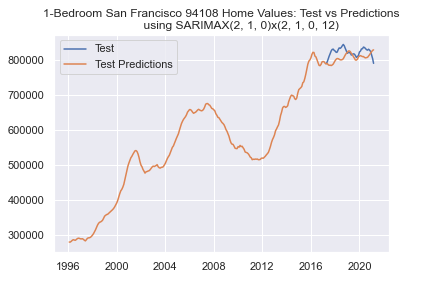 1-Bedroom San Francisco 94108 Home Values: Test vs Predictions
using SARIMAX(2, 1, 0)x(2, 1, 0, 12)
Test
Test Predictions
800000
700000
600000
500000
400000
300000
1996 2000 2004 2008 2012 2016 2020